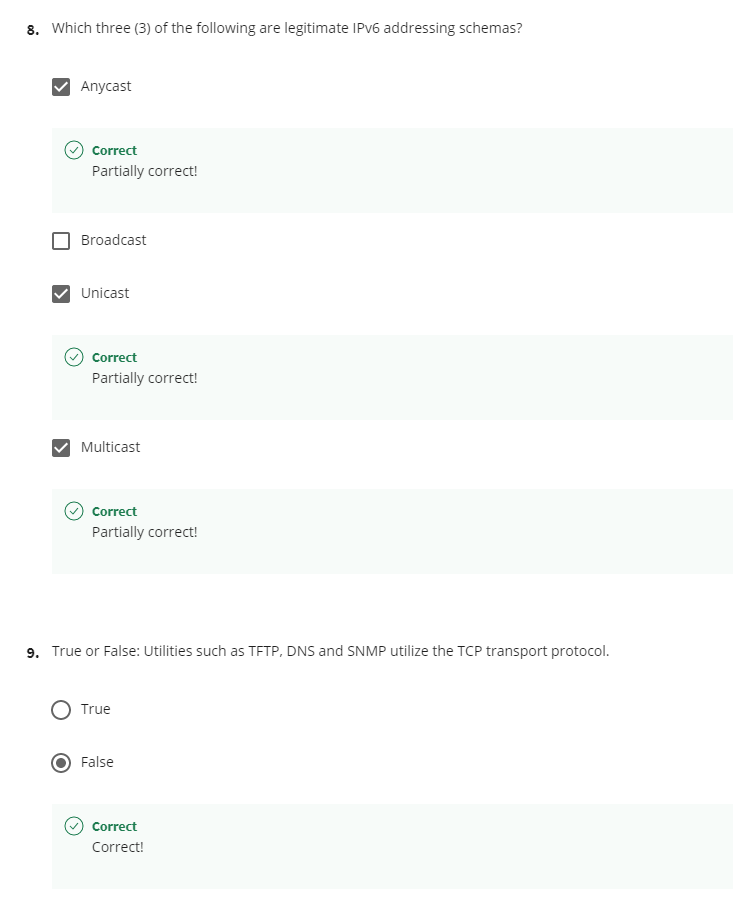 8. Which three (3) of the following are legitimate IPv6 addressing schemas?
Anycast
Correct
Partially correct!
Broadcast
Unicast
Correct
Partially correct!
Multicast
Correct
Partially correct!
9. True or False: Utilities such as TFTP, DNS and SNMP utilize the TCP transport protocol.
True
False
Correct
Correct!